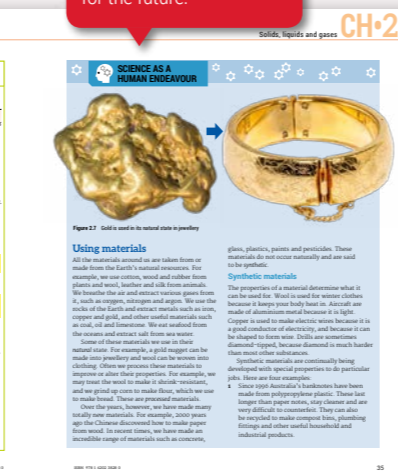 for the future.
Solids, liquids and gases CH•2
SCIENCE AS A
HUMAN ENDEAVOUR
Figure 2.7 Gold is used in its natural state in jewellery
Using materials
All the materials around us are taken from or
made from the Earth's natural resources. For
example, we use cotton, wood and rubber from
plants and wool, leather and silk from animals.
We breathe the air and extract various gases from
it, such as oxygen, nitrogen and argon. We use the
rocks of the Earth and extract metals such as iron,
copper and gold, and other useful materials such
as coal, oil and limestone. We eat seafood from
the oceans and extract salt from sea water.
Some of these materials we use in their
natural state. For example, a gold nugget can be
made into jewellery and wool can be woven into
clothing. Often we process these materials to
improve or alter their properties. For example, we
may treat the wool to make it shrink-resistant,
and we grind up corn to make flour, which we use
to make bread. These are processed materials.
Over the years, however, we have made many
totally new materials. For example, 2000 years
ago the Chinese discovered how to make paper
from wood. In recent times, we have made an
incredible range of materials such as concrete,
glass, plastics, paints and pesticides. These
materials do not occur naturally and are said
to be synthetic.
Synthetic materials
The properties of a material determine what it
can be used for. Wool is used for winter clothes
because it keeps your body heat in. Aircraft are
made of aluminium metal because it is light.
Copper is used to make electric wires because it is
a good conductor of electricity, and because it can
be shaped to form wire. Drills are sometimes
diamond-tipped, because diamond is much harder
than most other substances.
Synthetic materials are continually being
developed with special properties to do particular
jobs. Here are four examples:
1 Since 1996 Australia's banknotes have been
made from polypropylene plastic. These last
longer than paper notes, stay cleaner and are
very difficult to counterfeit. They can also
be recycled to make compost bins, plumbing
fittings and other useful household and
industrial products.
35